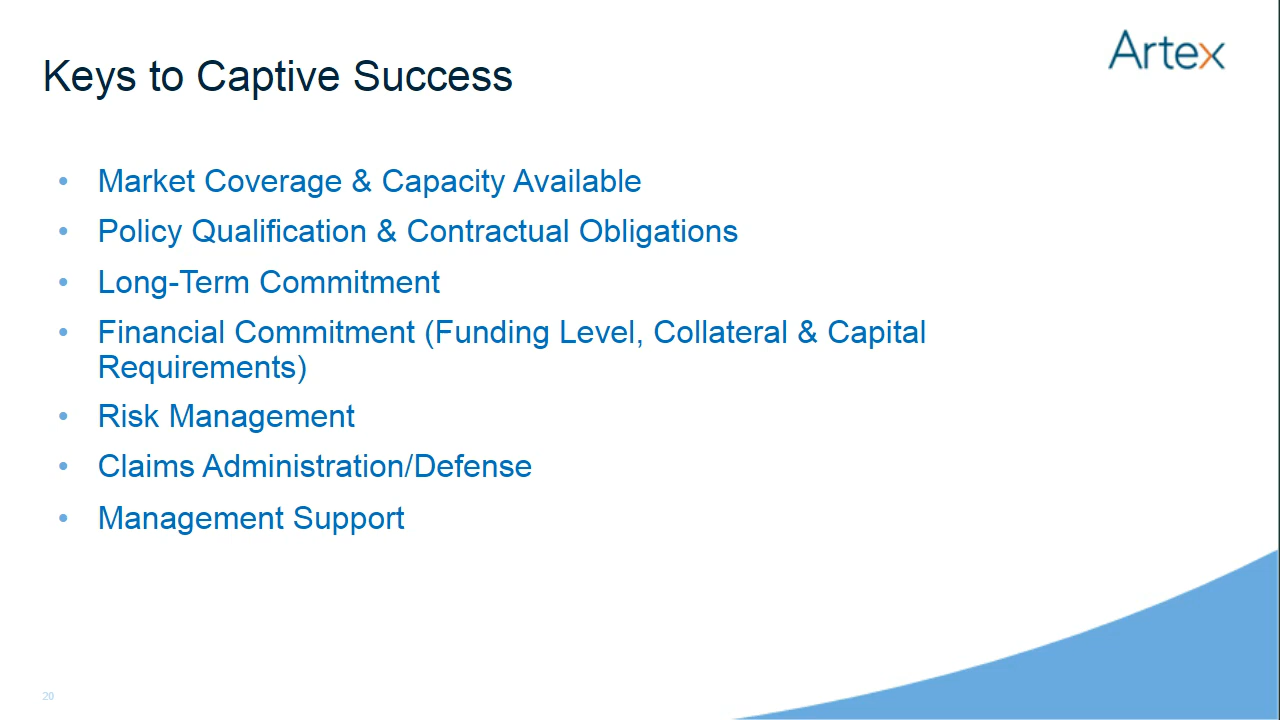 Artex
Keys to Captive Success
• Market Coverage & Capacity Available
• Policy Qualification & Contractual Obligations
• Long-Term Commitment
• Financial Commitment (Funding Level, Collateral & Capital
Requirements)
• Risk Management
• Claims Administration/Defense
• Management Support
20